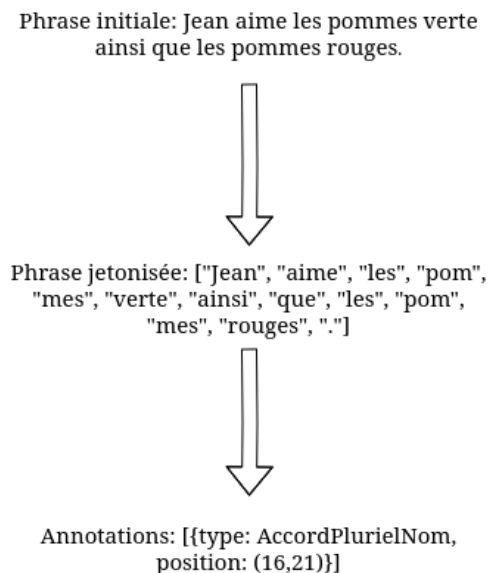 Phrase initiale: Jean aime les pommes verte
ainsi que les pommes rouges.
Phrase jetonisée: ["Jean", "aime", "les", "pom",
"mes", "verte", "ainsi", "que", "les", "pom",
"mes", "rouges", "."]
Annotations: [{type: AccordPlurielNom,
position: (16,21)}]